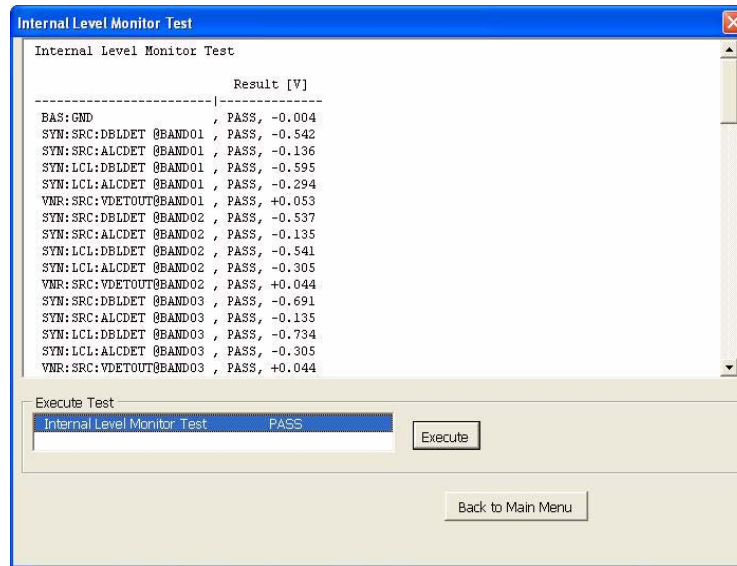 Internal Level Monitor Test
Internal Level Monitor Test
Result [V]
------------------------|--------------
BAS:GND , PASS, -0.004
SYN:SRC:DBLDET @BAND01 , PASS, -0.542
SYN:SRC:ALCDET @BAND01 , PASS, -0.136
SYN:LCL:DBLDET @BAND01 , PASS, -0.595
SYN:LCL:ALCDET @BAND01 , PASS, -0.294
VNR:SRC:VDETOUT@BAND01 , PASS, +0.053
SYN:SRC:DBLDET @BAND02 , PASS, -0.537
SYN:SRC:ALCDET @BAND02 , PASS, -0.135
SYN:LCL:DBLDET @BAND02 , PASS, -0.541
SYN:LCL:ALCDET @BAND02 , PASS, -0.305
VNR:SRC:VDETOUT@BAND02 , PASS, +0.044
SYN:SRC:DBLDET @BAND03 , PASS, -0.691
SYN:SRC:ALCDET @BAND03 , PASS, -0.135
SYN:LCL:DBLDET @BAND03 , PASS, -0.734
SYN:LCL:ALCDET @BAND03 , PASS, -0.305
VNR:SRC:VDETOUT@BAND03 , PASS, +0.044
Execute Test
Internal Level Monitor Test PASS
Execute
Back to Main Menu